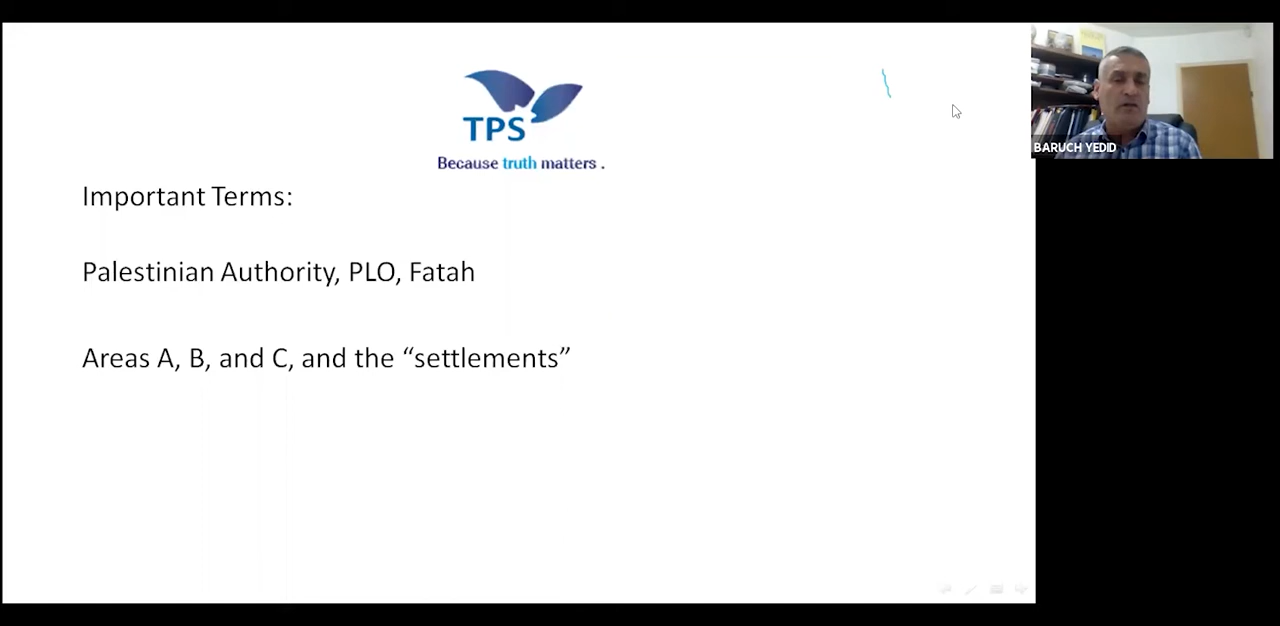 TPS
Because truth matters .
Important Terms:
Palestinian Authority, PLO, Fatah
Areas A, B, and C, and the “settlements”
BARUCH YEDID